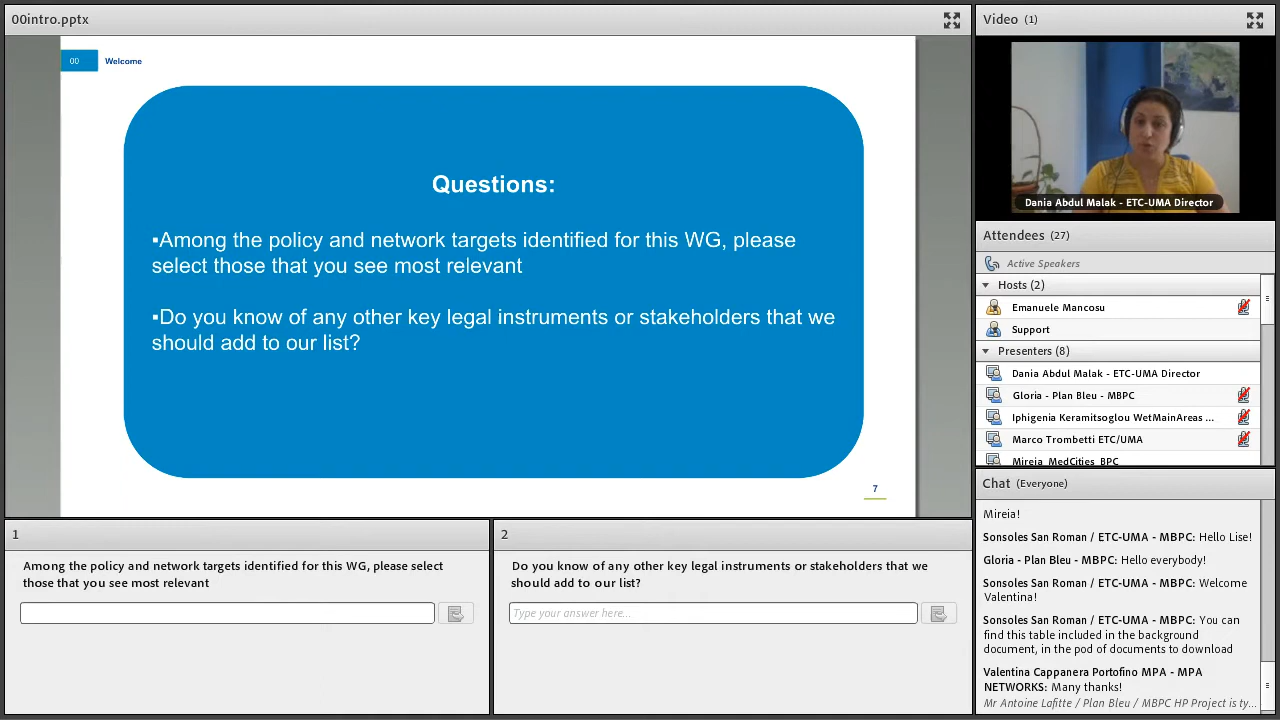 00intro.pptx
00 Welcome
Questions:
▪Among the policy and network targets identified for this WG, please
select those that you see most relevant
▪Do you know of any other key legal instruments or stakeholders that we
should add to our list?
7
1
Among the policy and network targets identified for this WG, please select
those that you see most relevant
2
Do you know of any other key legal instruments or stakeholders that we
should add to our list?
Type your answer here...
Video (1)
Dania Abdul Malak - ETC-UMA Director
Attendees (27)
Active Speakers
Hosts (2)
Emanuele Mancosu
Support
Presenters (8)
Dania Abdul Malak - ETC-UMA Director
Gloria - Plan Bleu - MBPC
Iphigenia Keramitsoglou WetMainAreas ...
Marco Trombetti ETC/UMA
Mireia_MedCities_BPC
Chat (Everyone)
Mireia!
Sonsoles San Roman / ETC-UMA - MBPC: Hello Lise!
Gloria - Plan Bleu - MBPC: Hello everybody!
Sonsoles San Roman / ETC-UMA - MBPC: Welcome
Valentina!
Sonsoles San Roman / ETC-UMA - MBPC: You can
find this table included in the background
document, in the pod of documents to download
Valentina Cappanera Portofino MPA - MPA
NETWORKS: Many thanks!
Mr Antoine Lafitte / Plan Bleu / MBPC HP Project is ty...